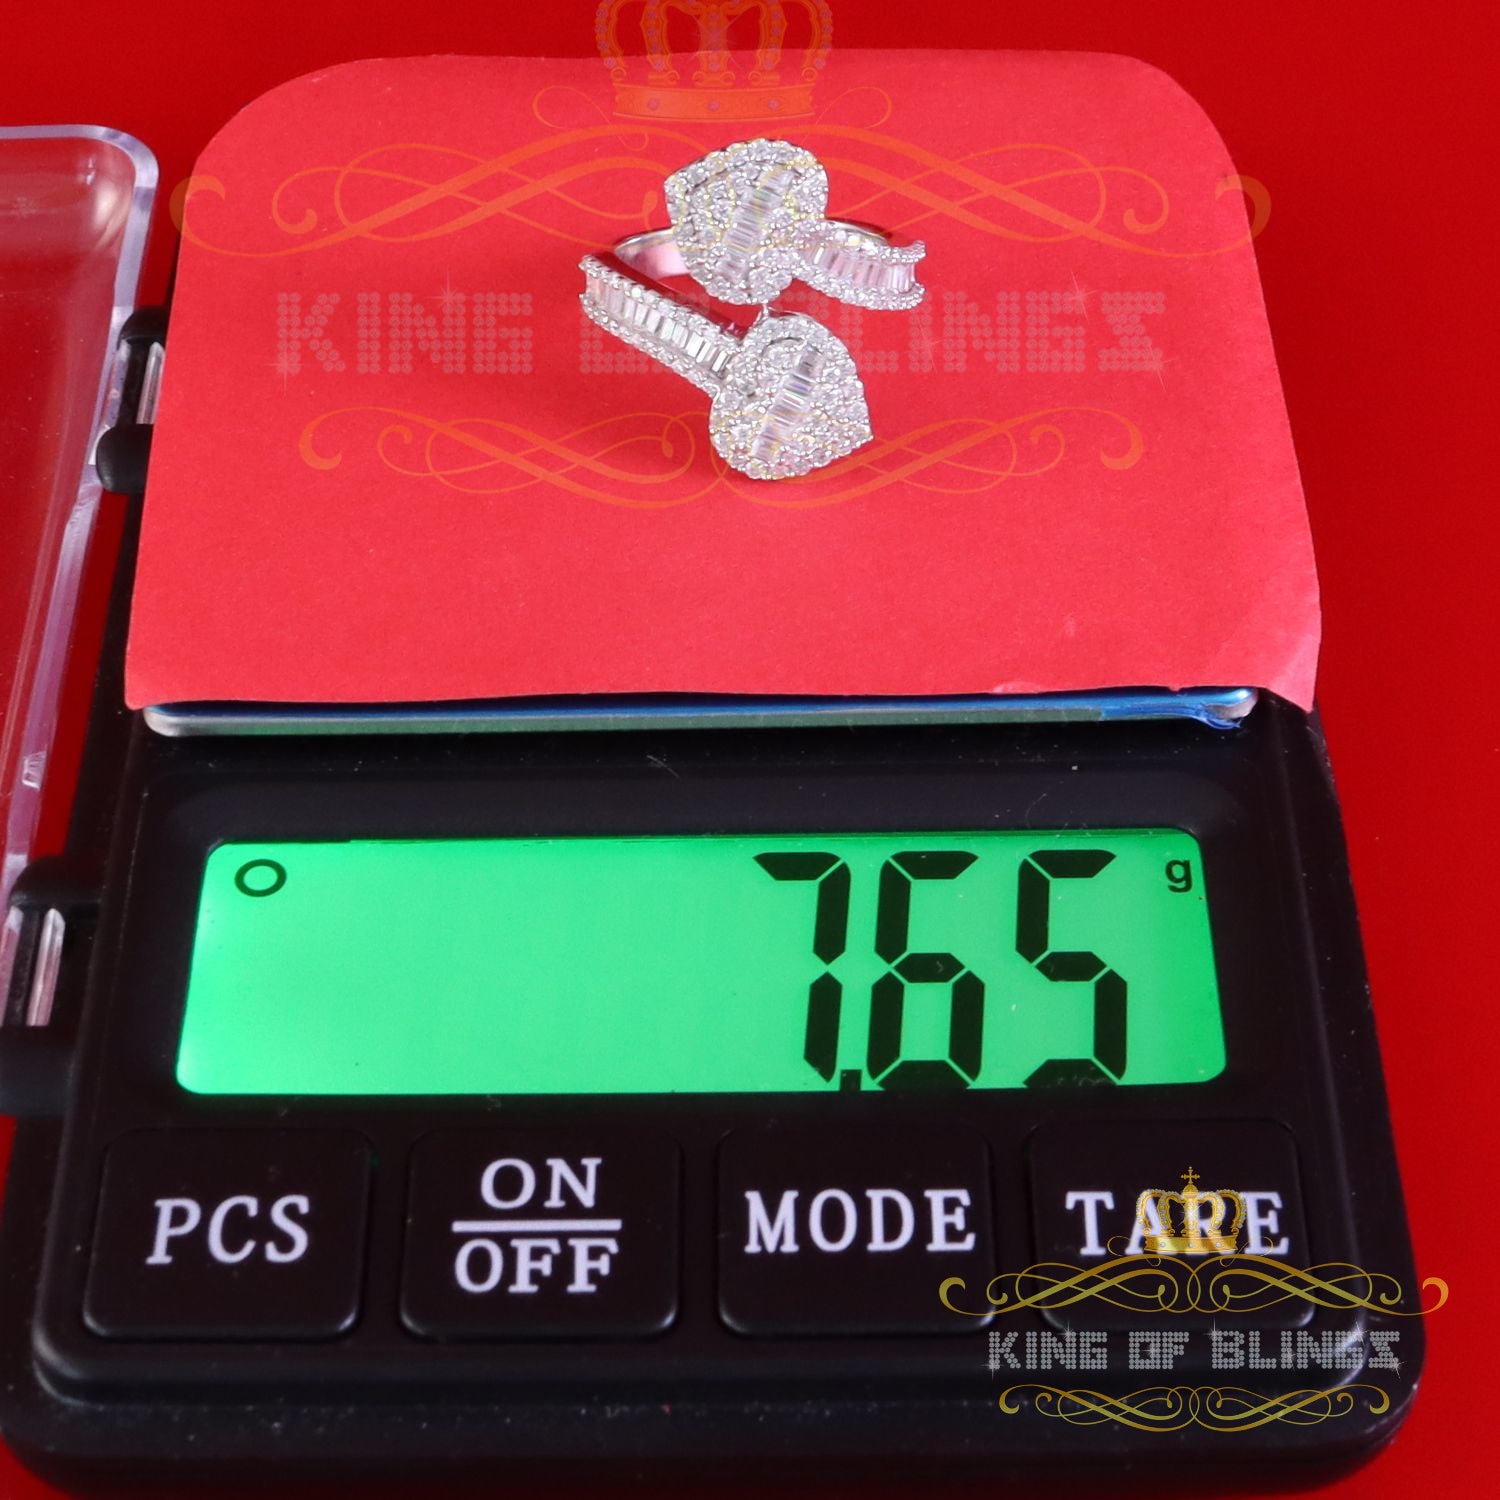 KING OF BLINGS
7.65 g
PCS
ON
OFF
MODE
TARE
KING OF BLINGS